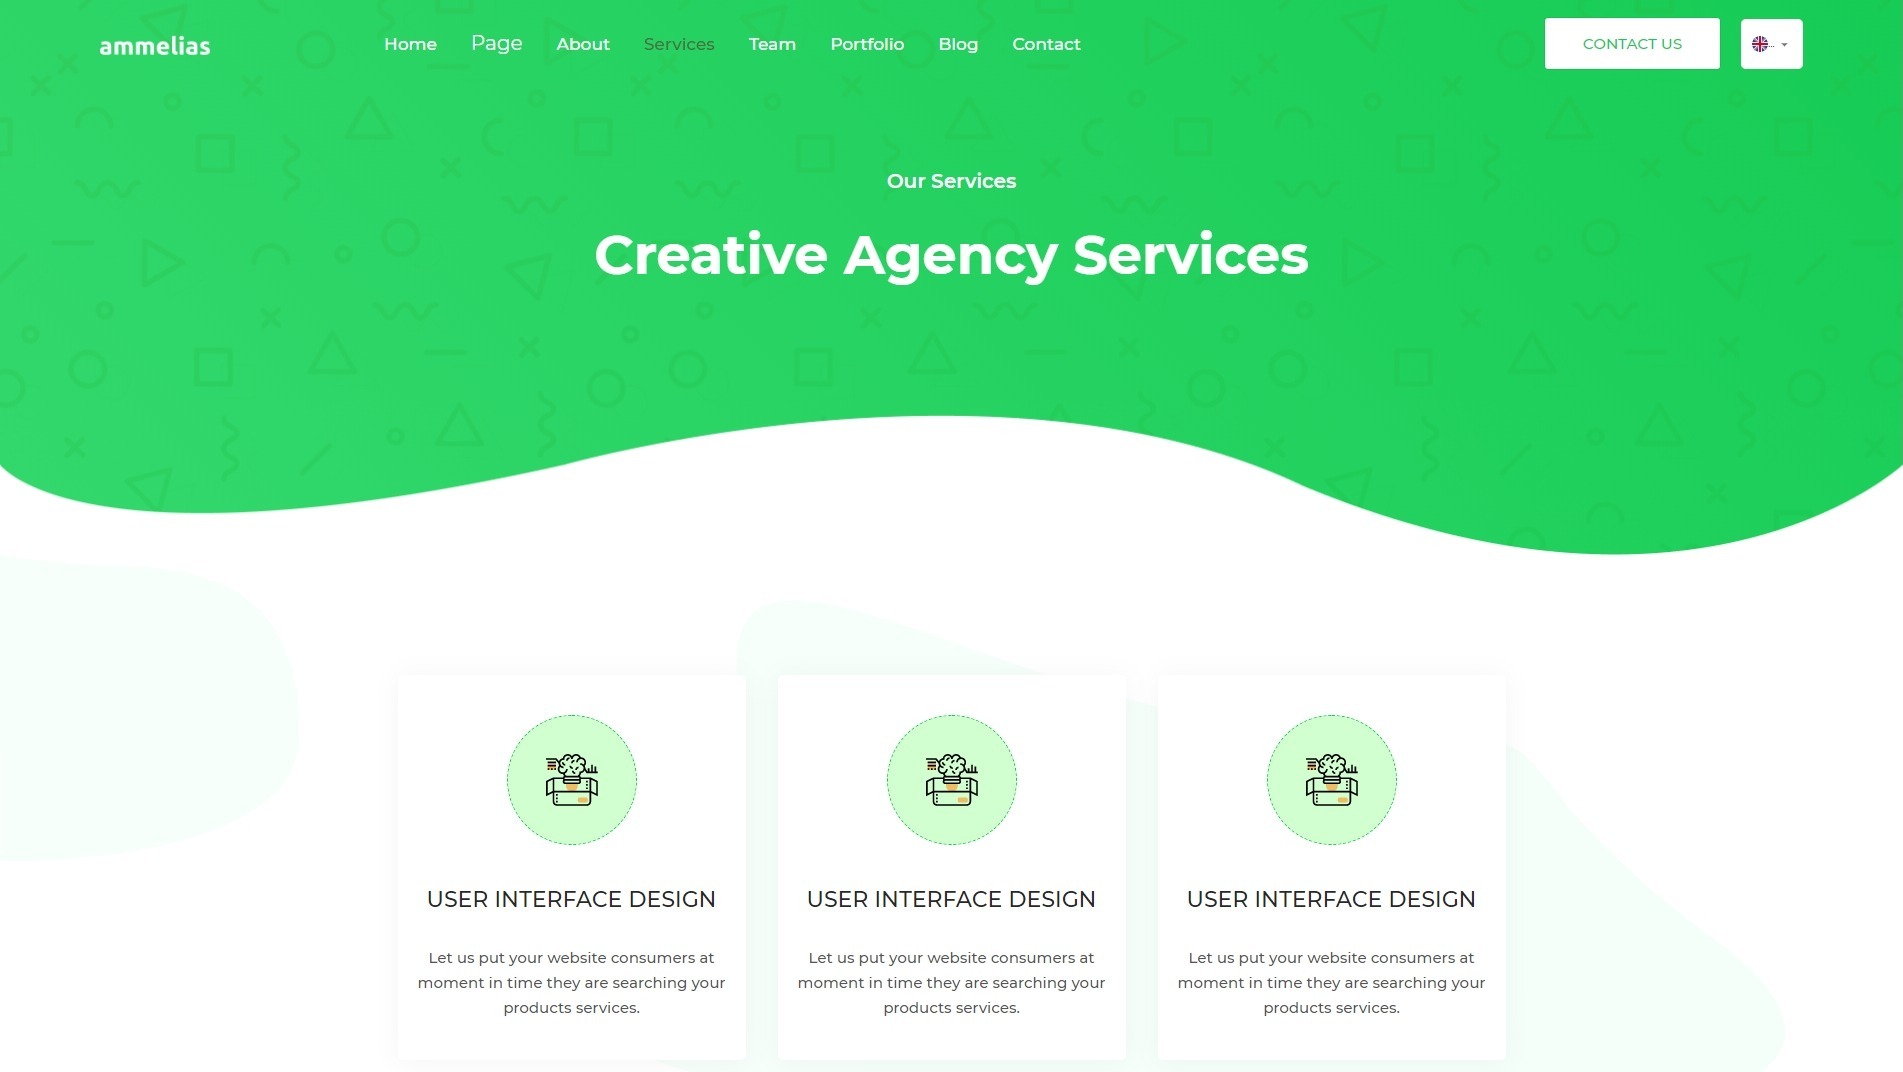 ammelias
Home Page About Services Team Portfolio Blog Contact
CONTACT US
Our Services
Creative Agency Services
USER INTERFACE DESIGN
Let us put your website consumers at
moment in time they are searching your
products services.
USER INTERFACE DESIGN
Let us put your website consumers at
moment in time they are searching your
products services.
USER INTERFACE DESIGN
Let us put your website consumers at
moment in time they are searching your
products services.